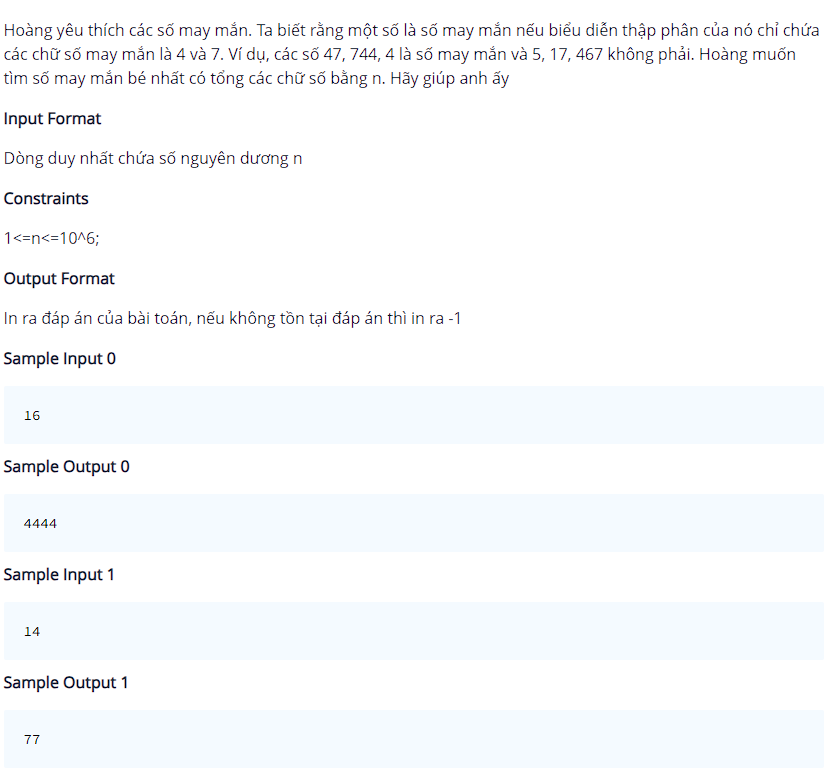 Hoàng yêu thích các số may mắn. Ta biết rằng một số là số may mắn nếu biểu diễn thập phân của nó chỉ chứa
các chữ số may mắn là 4 và 7. Ví dụ, các số 47, 744, 4 là số may mắn và 5, 17, 467 không phải. Hoàng muốn
tìm số may mắn bé nhất có tổng các chữ số bằng n. Hãy giúp anh ấy
Input Format
Dòng duy nhất chứa số nguyên dương n
Constraints
1<=n<=10^6;
Output Format
In ra đáp án của bài toán, nếu không tồn tại đáp án thì in ra -1
Sample Input 0
16
Sample Output 0
4444
Sample Input 1
14
Sample Output 1
77